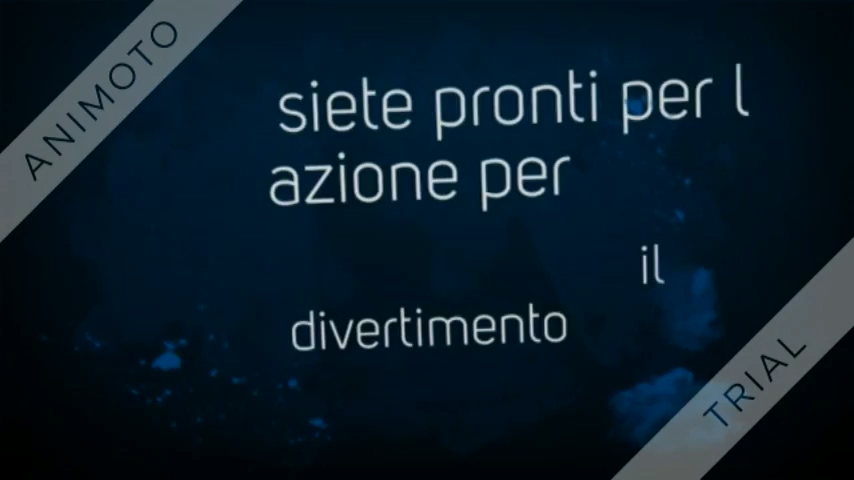 ANIMOTO
siete pronti per l
azione per
il
divertimento
TRIAL